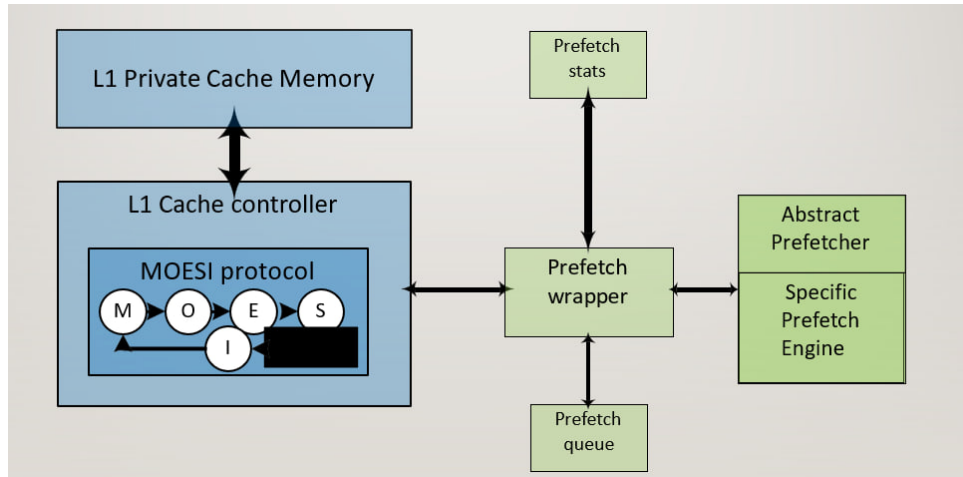 L1 Private Cache Memory
L1 Cache controller
MOESI protocol
M O E S
I
Prefetch
stats
Prefetch
wrapper
Prefetch
queue
Abstract
Prefetcher
Specific
Prefetch
Engine